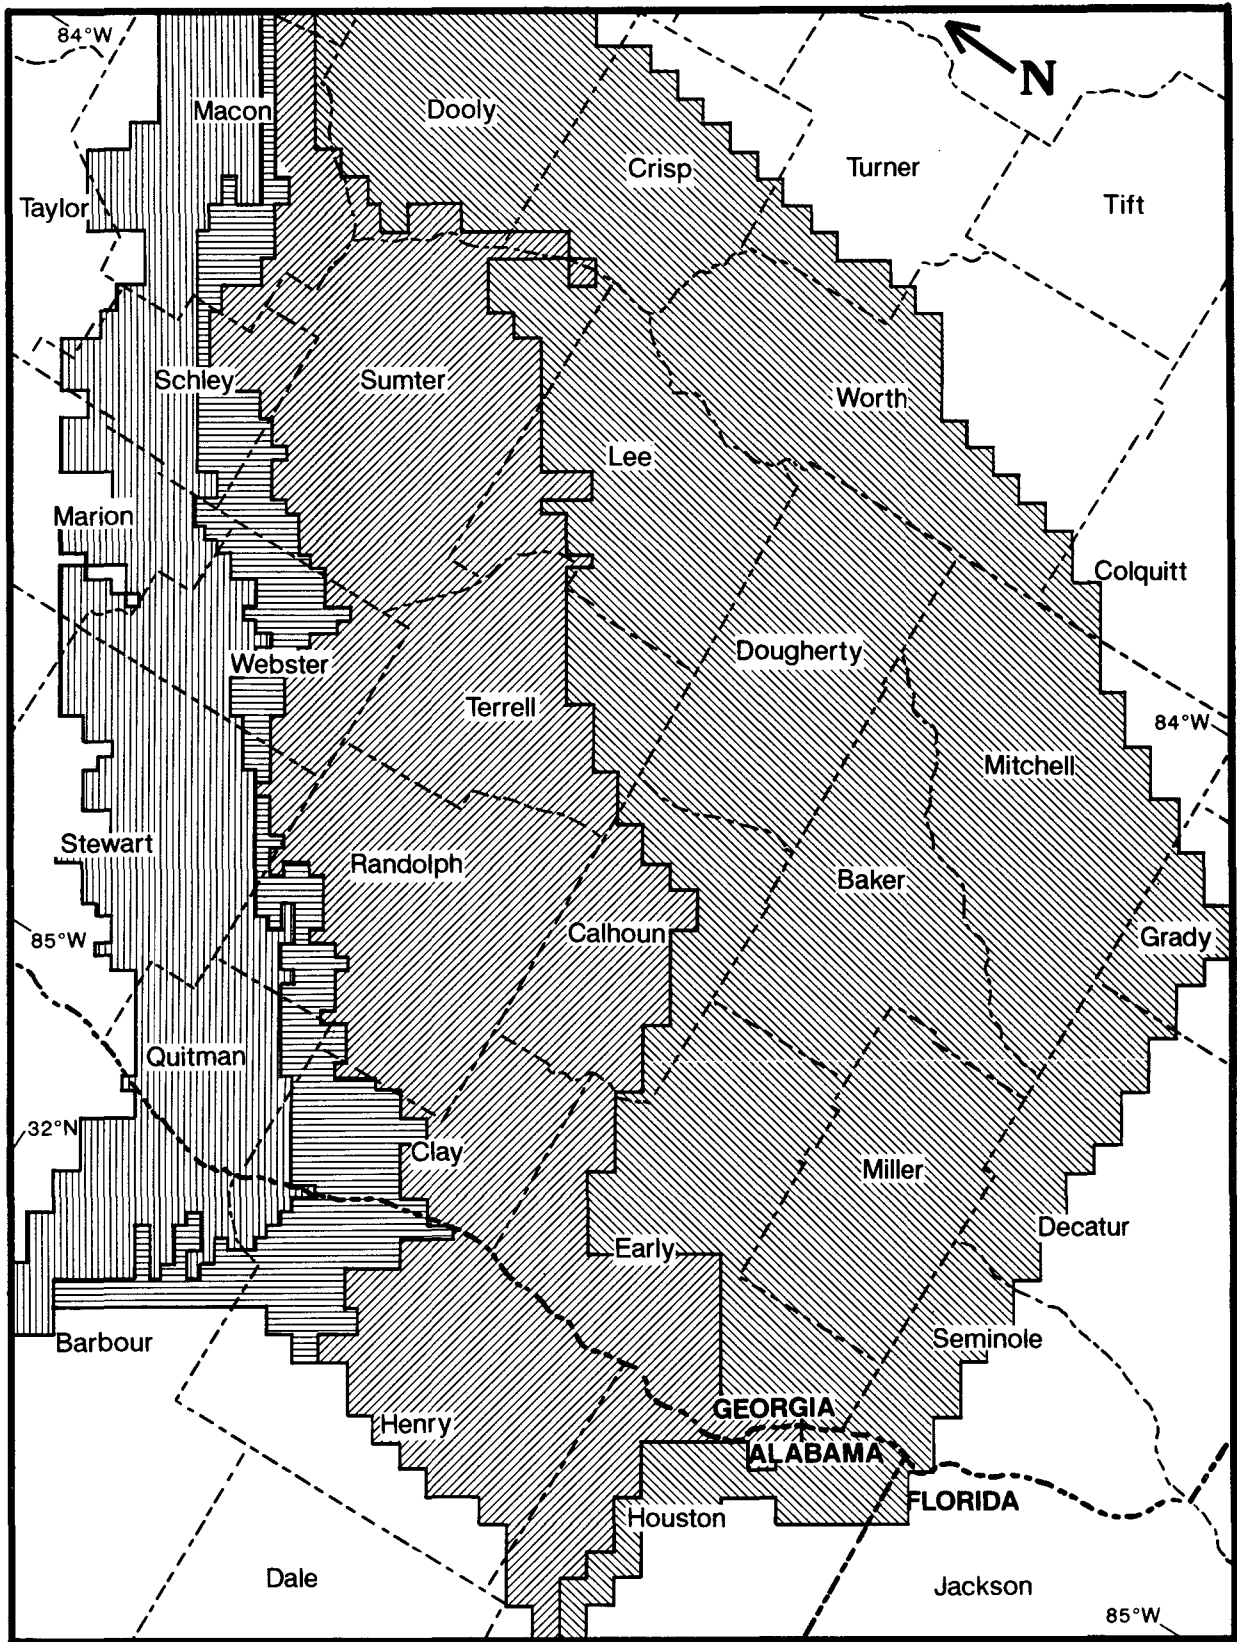 84°W
N
Macon
Dooly
Crisp
Turner
Taylor
Tift
Schley
Sumter
Worth
Lee
Marion
Colquitt
Webster
Dougherty
Terrell
84°W
Mitchell
Stewart
Randolph
Baker
85°W
Calhoun
Grady
Quitman
32°N
Clay
Miller
Decatur
Early
Barbour
Seminole
Henry
GEORGIA
ALABAMA
FLORIDA
Houston
Dale
Jackson
85°W